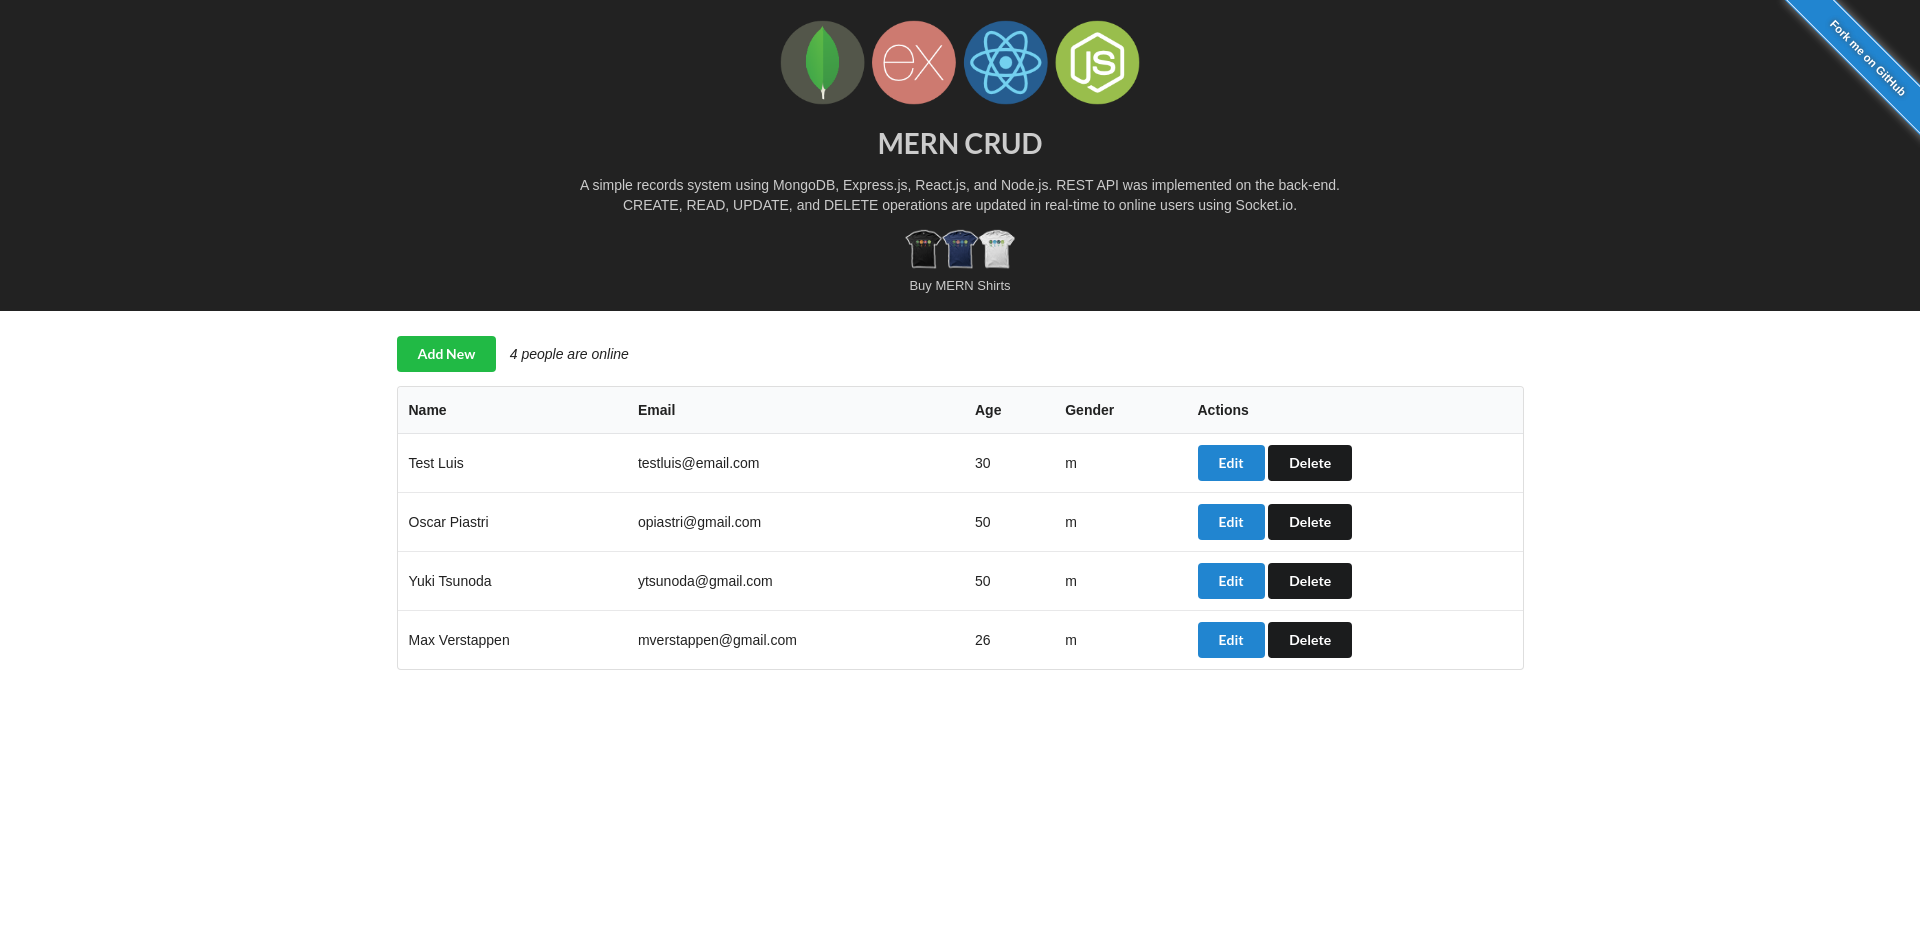 ex
JS
Fork me on GitHub
MERN CRUD
A simple records system using MongoDB, Express.js, React.js, and Node.js. REST API was implemented on the back-end.
CREATE, READ, UPDATE, and DELETE operations are updated in real-time to online users using Socket.io.
Buy MERN Shirts
Add New 4 people are online
Name Email Age Gender Actions
Test Luis testluis@email.com 30 m Edit Delete
Oscar Piastri opiastri@gmail.com 50 m Edit Delete
Yuki Tsunoda ytsunoda@gmail.com 50 m Edit Delete
Max Verstappen mverstappen@gmail.com 26 m Edit Delete